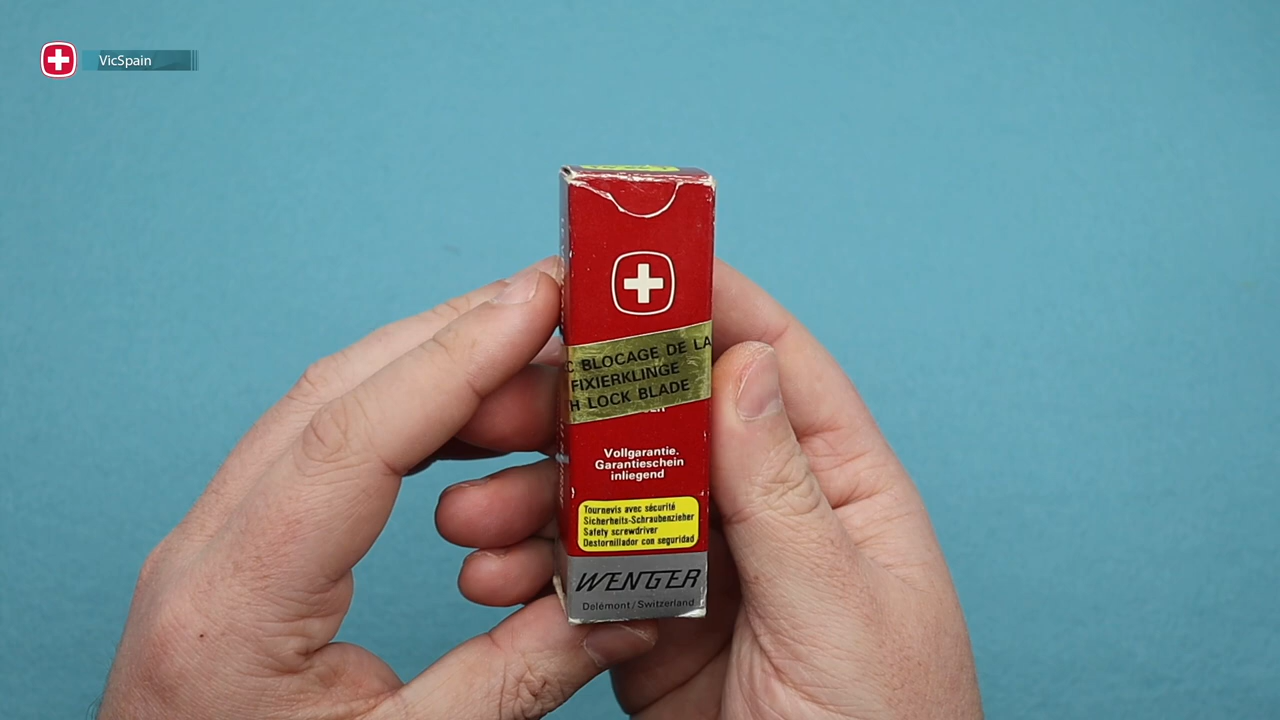 VicSpain
BLOCAGE DE LA
FIXIERKLINGE
LOCK BLADE
Vollgarantie.
Garantieschein
inliegend
Tournevis avec sécurité
Sicherheits-Schraubenzieher
Safety screwdriver
Destornillador con seguridad
WENGER
Delémont/Switzerland